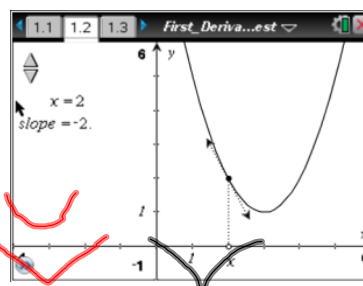 1.1 1.2 1.3 First_Deriva...est
6 y
x=2
slope =-2.
1
-1 1 x